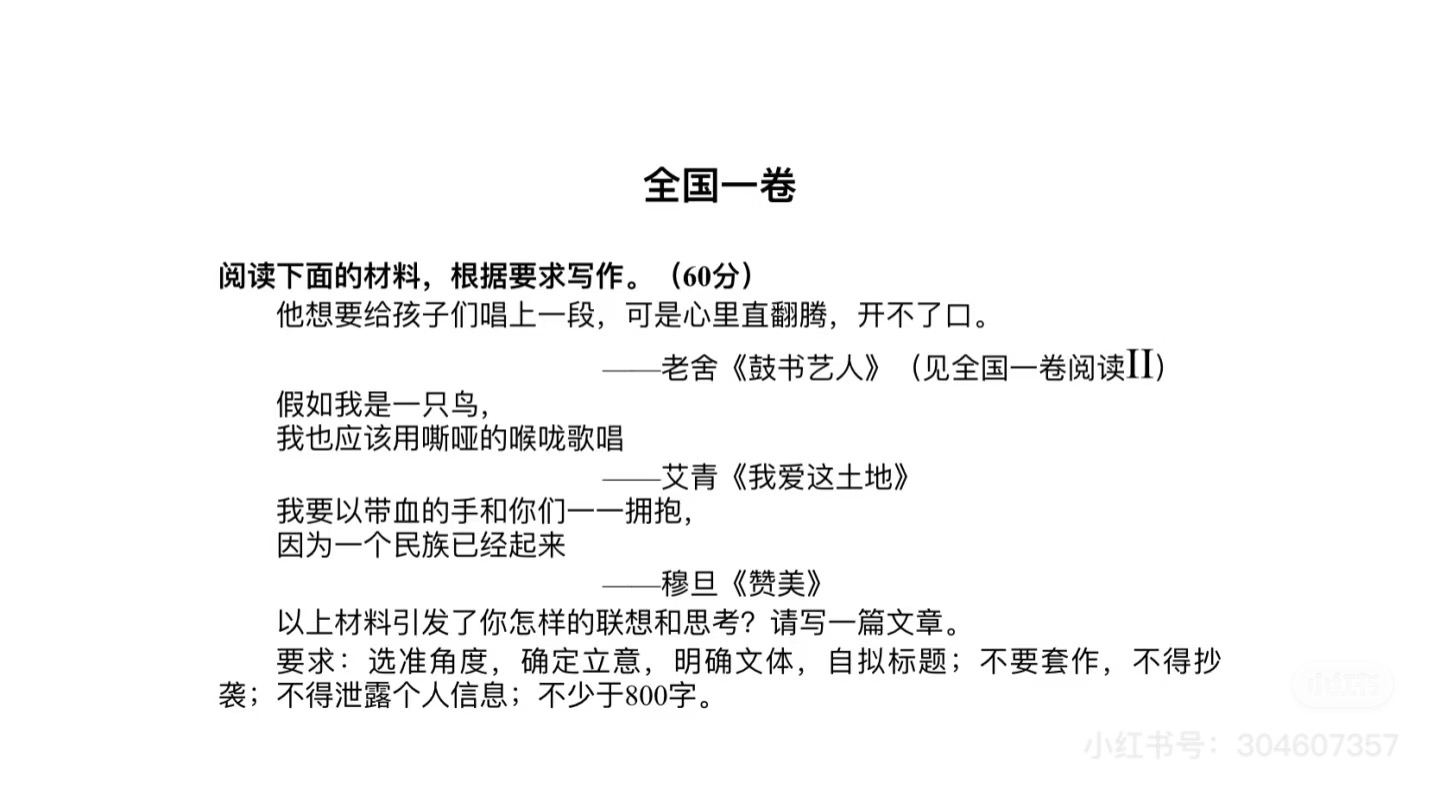 全国一卷
阅读下面的材料，根据要求写作。（60分）
他想要给孩子们唱上一段，可是心里直翻腾，开不了口。
——老舍《鼓书艺人》（见全国一卷阅读II）
假如我是一只鸟，
我也应该用嘶哑的喉咙歌唱
——艾青《我爱这土地》
我要以带血的手和你们一一拥抱，
因为一个民族已经起来
——穆旦《赞美》
以上材料引发了你怎样的联想和思考？请写一篇文章。
要求：选准角度，确定立意，明确文体，自拟标题；不要套作，不得抄
袭；不得泄露个人信息；不少于800字。
小红书
小红书号：304607357